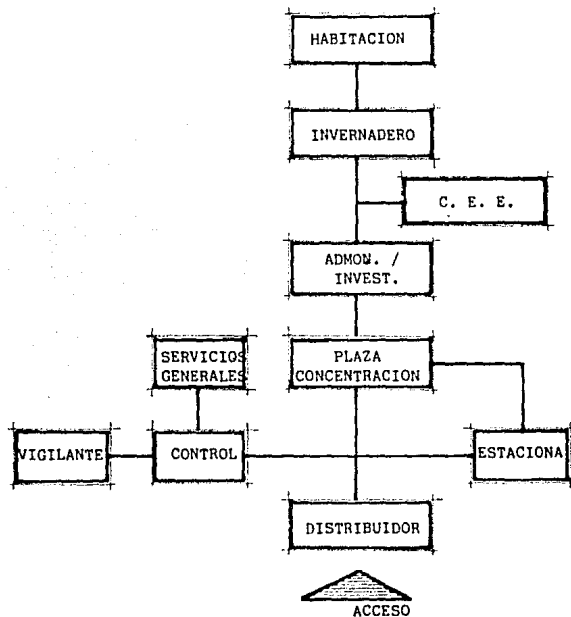 HABITACION
INVERNADERO
C. E. E.
ADMON. /
INVEST.
SERVICIOS
GENERALES
PLAZA
CONCENTRACION
VIGILANTE
CONTROL
ESTACIONA
DISTRIBUIDOR
ACCESO